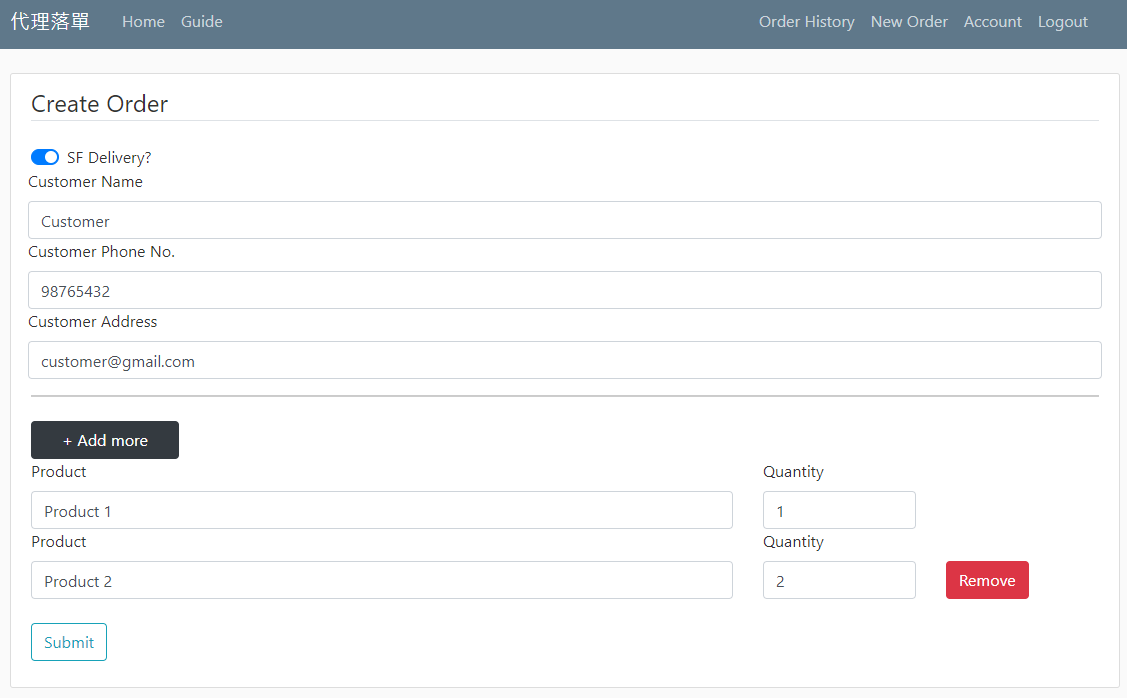 代理落單 Home Guide Order History New Order Account Logout
Create Order
SF Delivery?
Customer Name
Customer
Customer Phone No.
98765432
Customer Address
customer@gmail.com
+ Add more
Product Quantity
Product 1 1
Product Quantity
Product 2 2 Remove
Submit